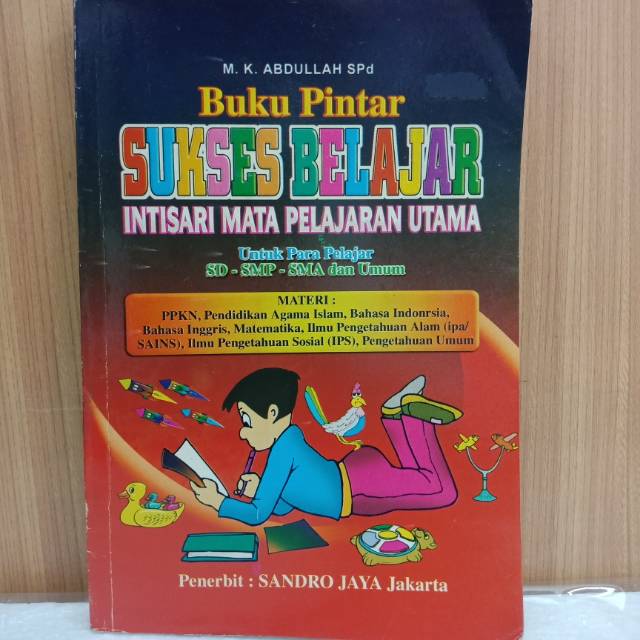 M. K. ABDULLAH SPd
Buku Pintar
SUKSES BELAJAR
INTISARI MATA PELAJARAN UTAMA
Untuk Para Pelajar
SD - SMP - SMA dan Umum
MATERI :
PPKN, Pendidikan Agama Islam, Bahasa Indonrsia,
Bahasa Inggris, Matematika, Ilmu Pengetahuan Alam (ipa/
SAINS), Ilmu Pengetahuan Sosial (IPS), Pengetahuan Umum
Penerbit : SANDRO JAYA Jakarta